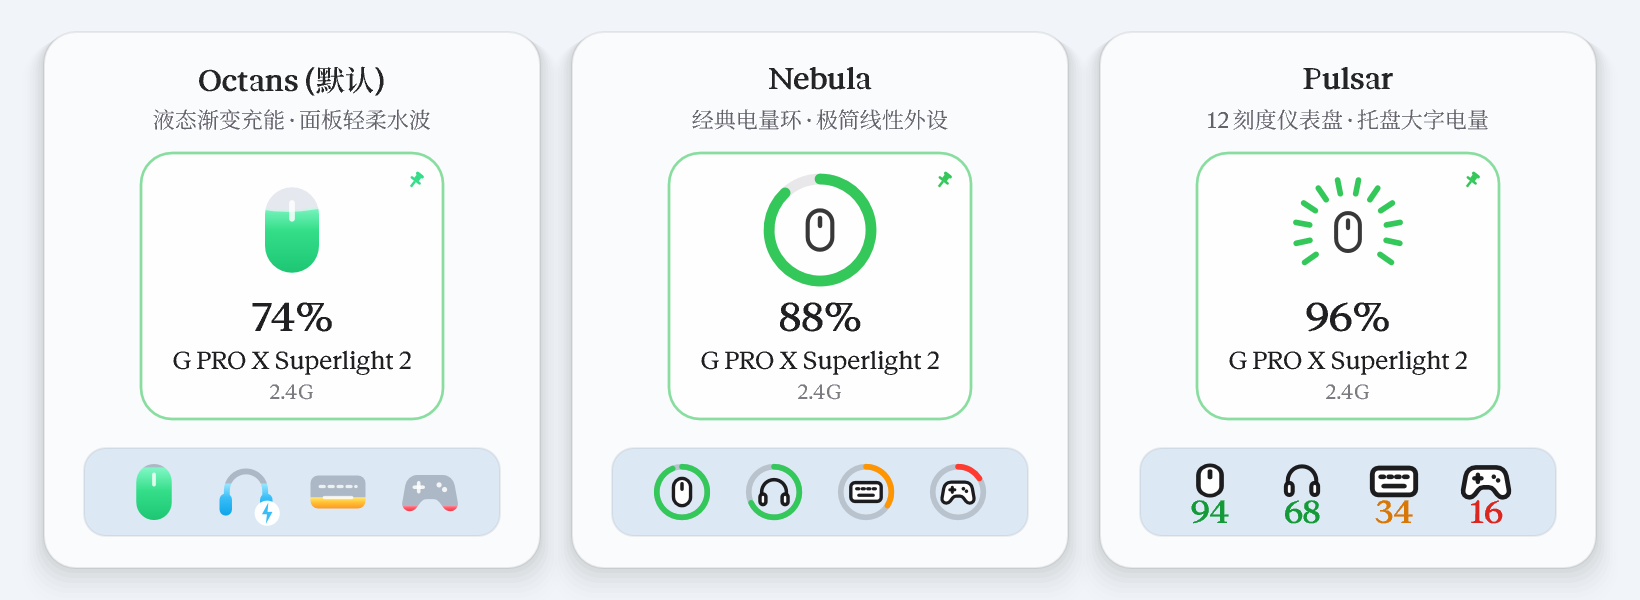 Octans (默认)
液态渐变充能 · 面板轻柔水波
74%
G PRO X Superlight 2
2.4G
Nebula
经典电量环 · 极简线性外设
88%
G PRO X Superlight 2
2.4G
Pulsar
12 刻度仪表盘 · 托盘大字电量
96%
G PRO X Superlight 2
2.4G
94 68 34 16